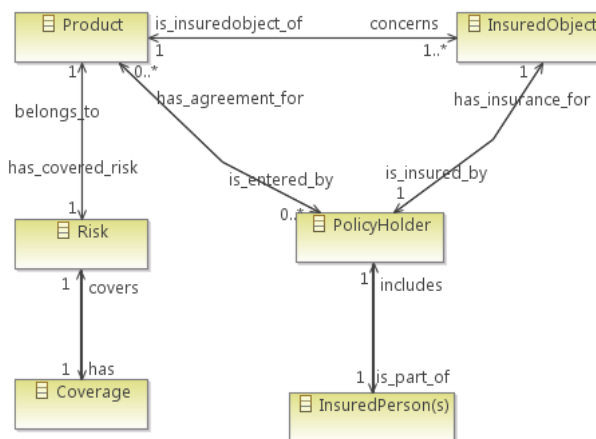 Product
is_insuredobject_of
concerns
InsuredObject
1
1..*
1
0..*
1
has_agreement_for
has_insurance_for
belongs_to
has_covered_risk
is_entered_by
is_insured_by
1
1
0..*
Risk
PolicyHolder
1
covers
1
includes
1
has
1
is_part_of
Coverage
InsuredPerson(s)